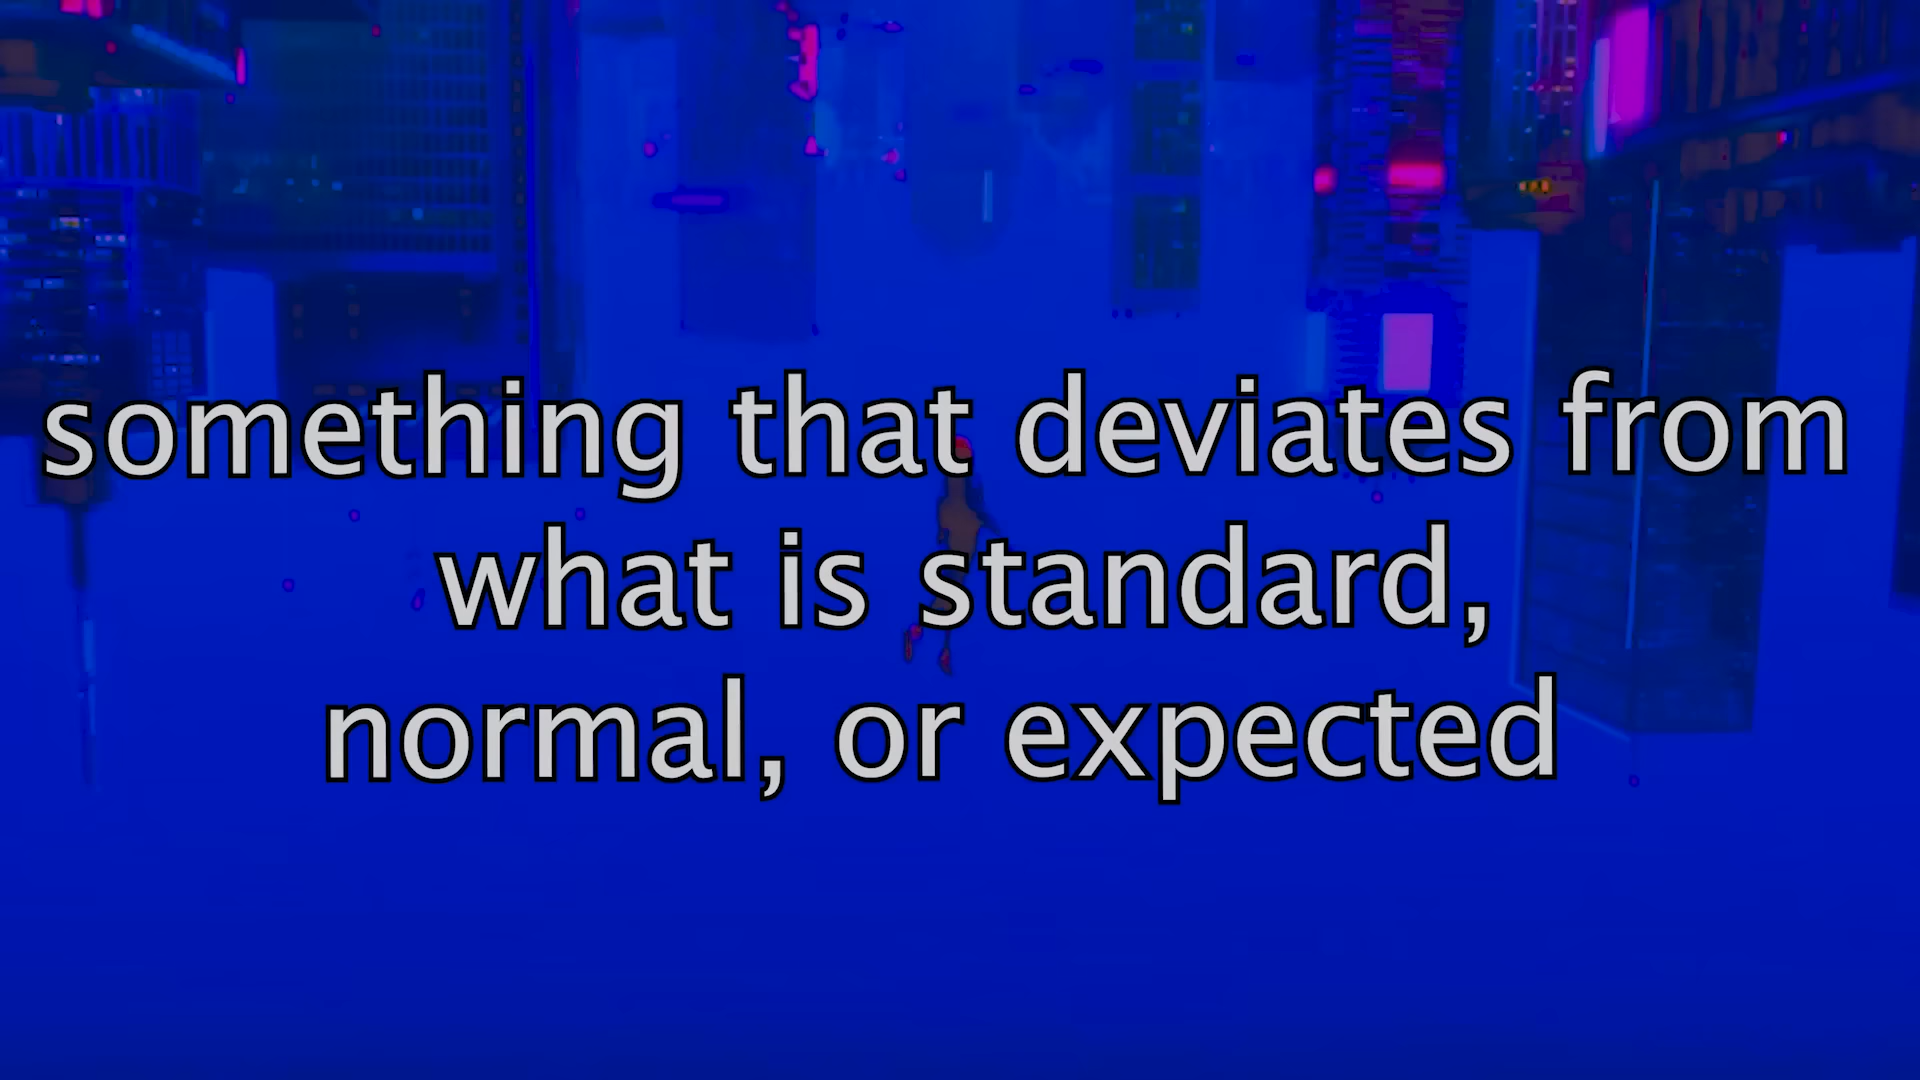 something that deviates from
what is standard,
normal, or expected